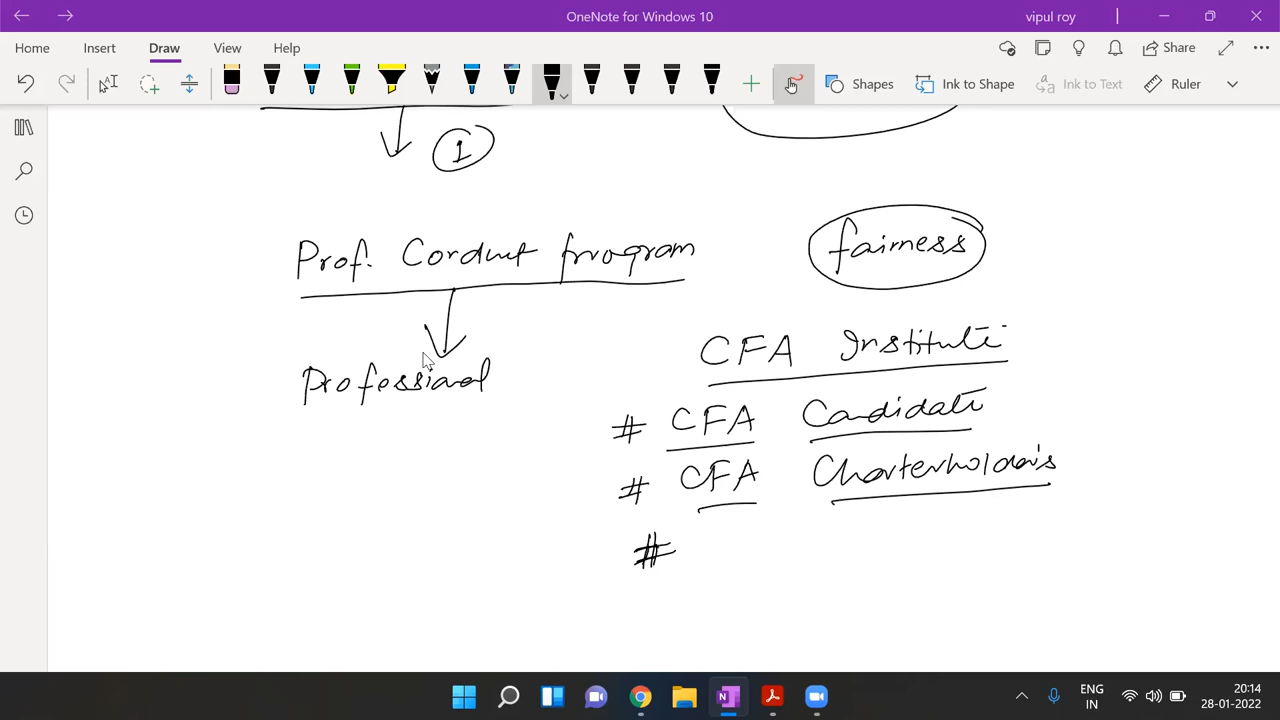 OneNote for Windows 10
vipul roy
Home Insert Draw View Help
Share
Shapes
Ink to Shape
Ink to Text
Ruler
1
Prof. Conduct program
fairness
Professional
CFA Institute
# CFA Candidate
# CFA Charterholders
#
ENG
IN
20:14
28-01-2022